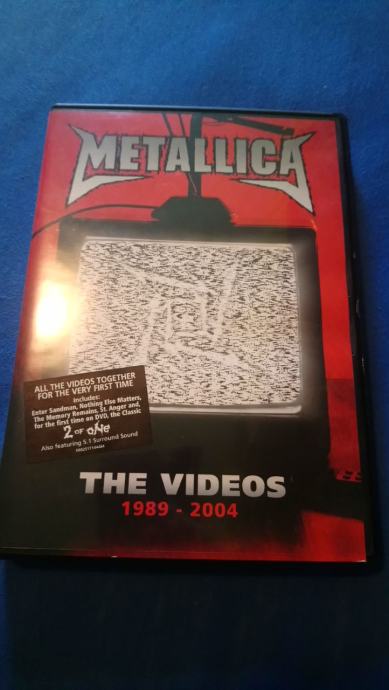 METALLICA
ALL THE VIDEOS TOGETHER
FOR THE VERY FIRST TIME
Includes:
Enter Sandman, Nothing Else Matters,
The Memory Remains, St. Anger and,
for the first time on DVD, the Classic
2 OF ONE
Also featuring 5.1 Surround Sound
THE VIDEOS
1989 - 2004